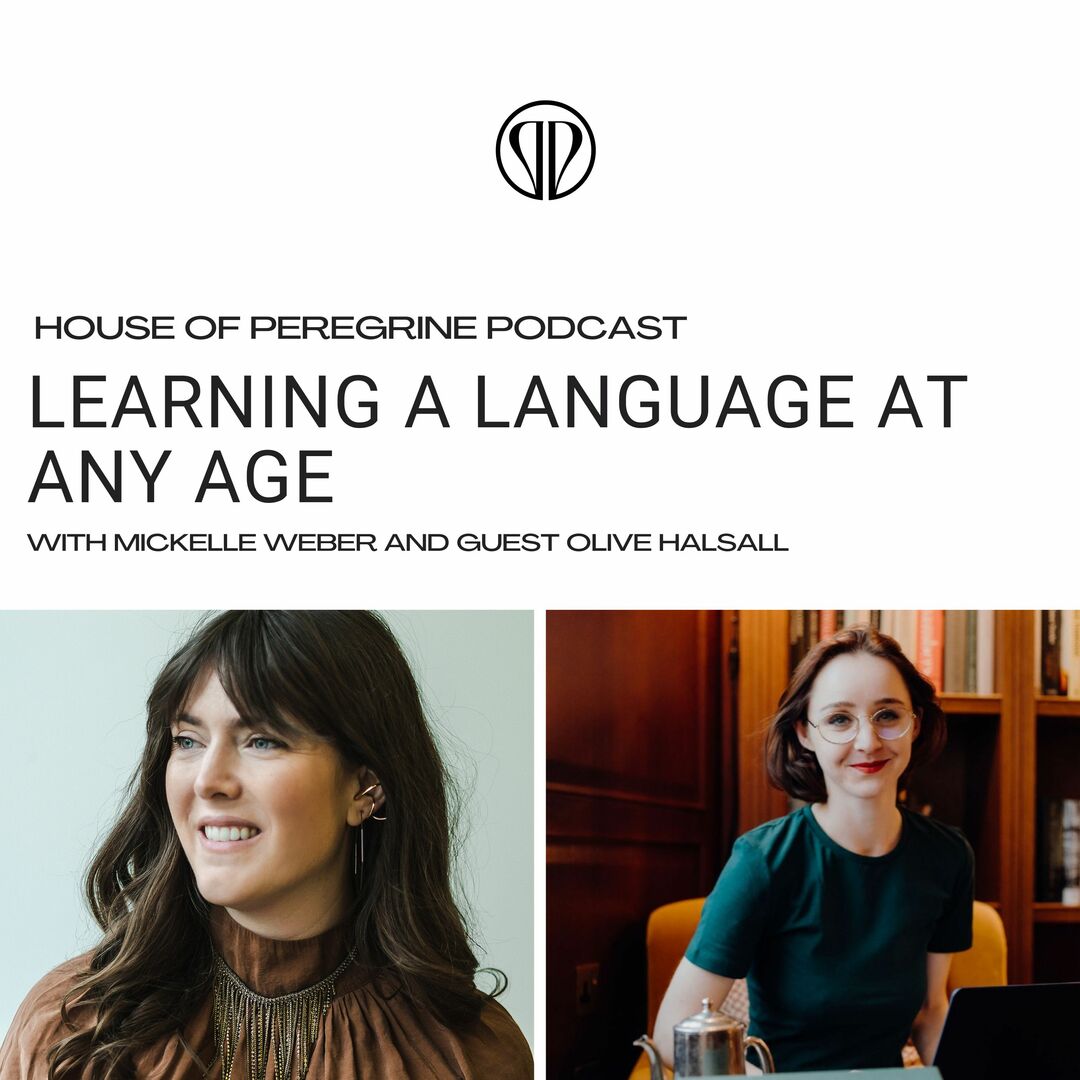 HOUSE OF PEREGRINE PODCAST
LEARNING A LANGUAGE AT
ANY AGE
WITH MICKELLE WEBER AND GUEST OLIVE HALSALL